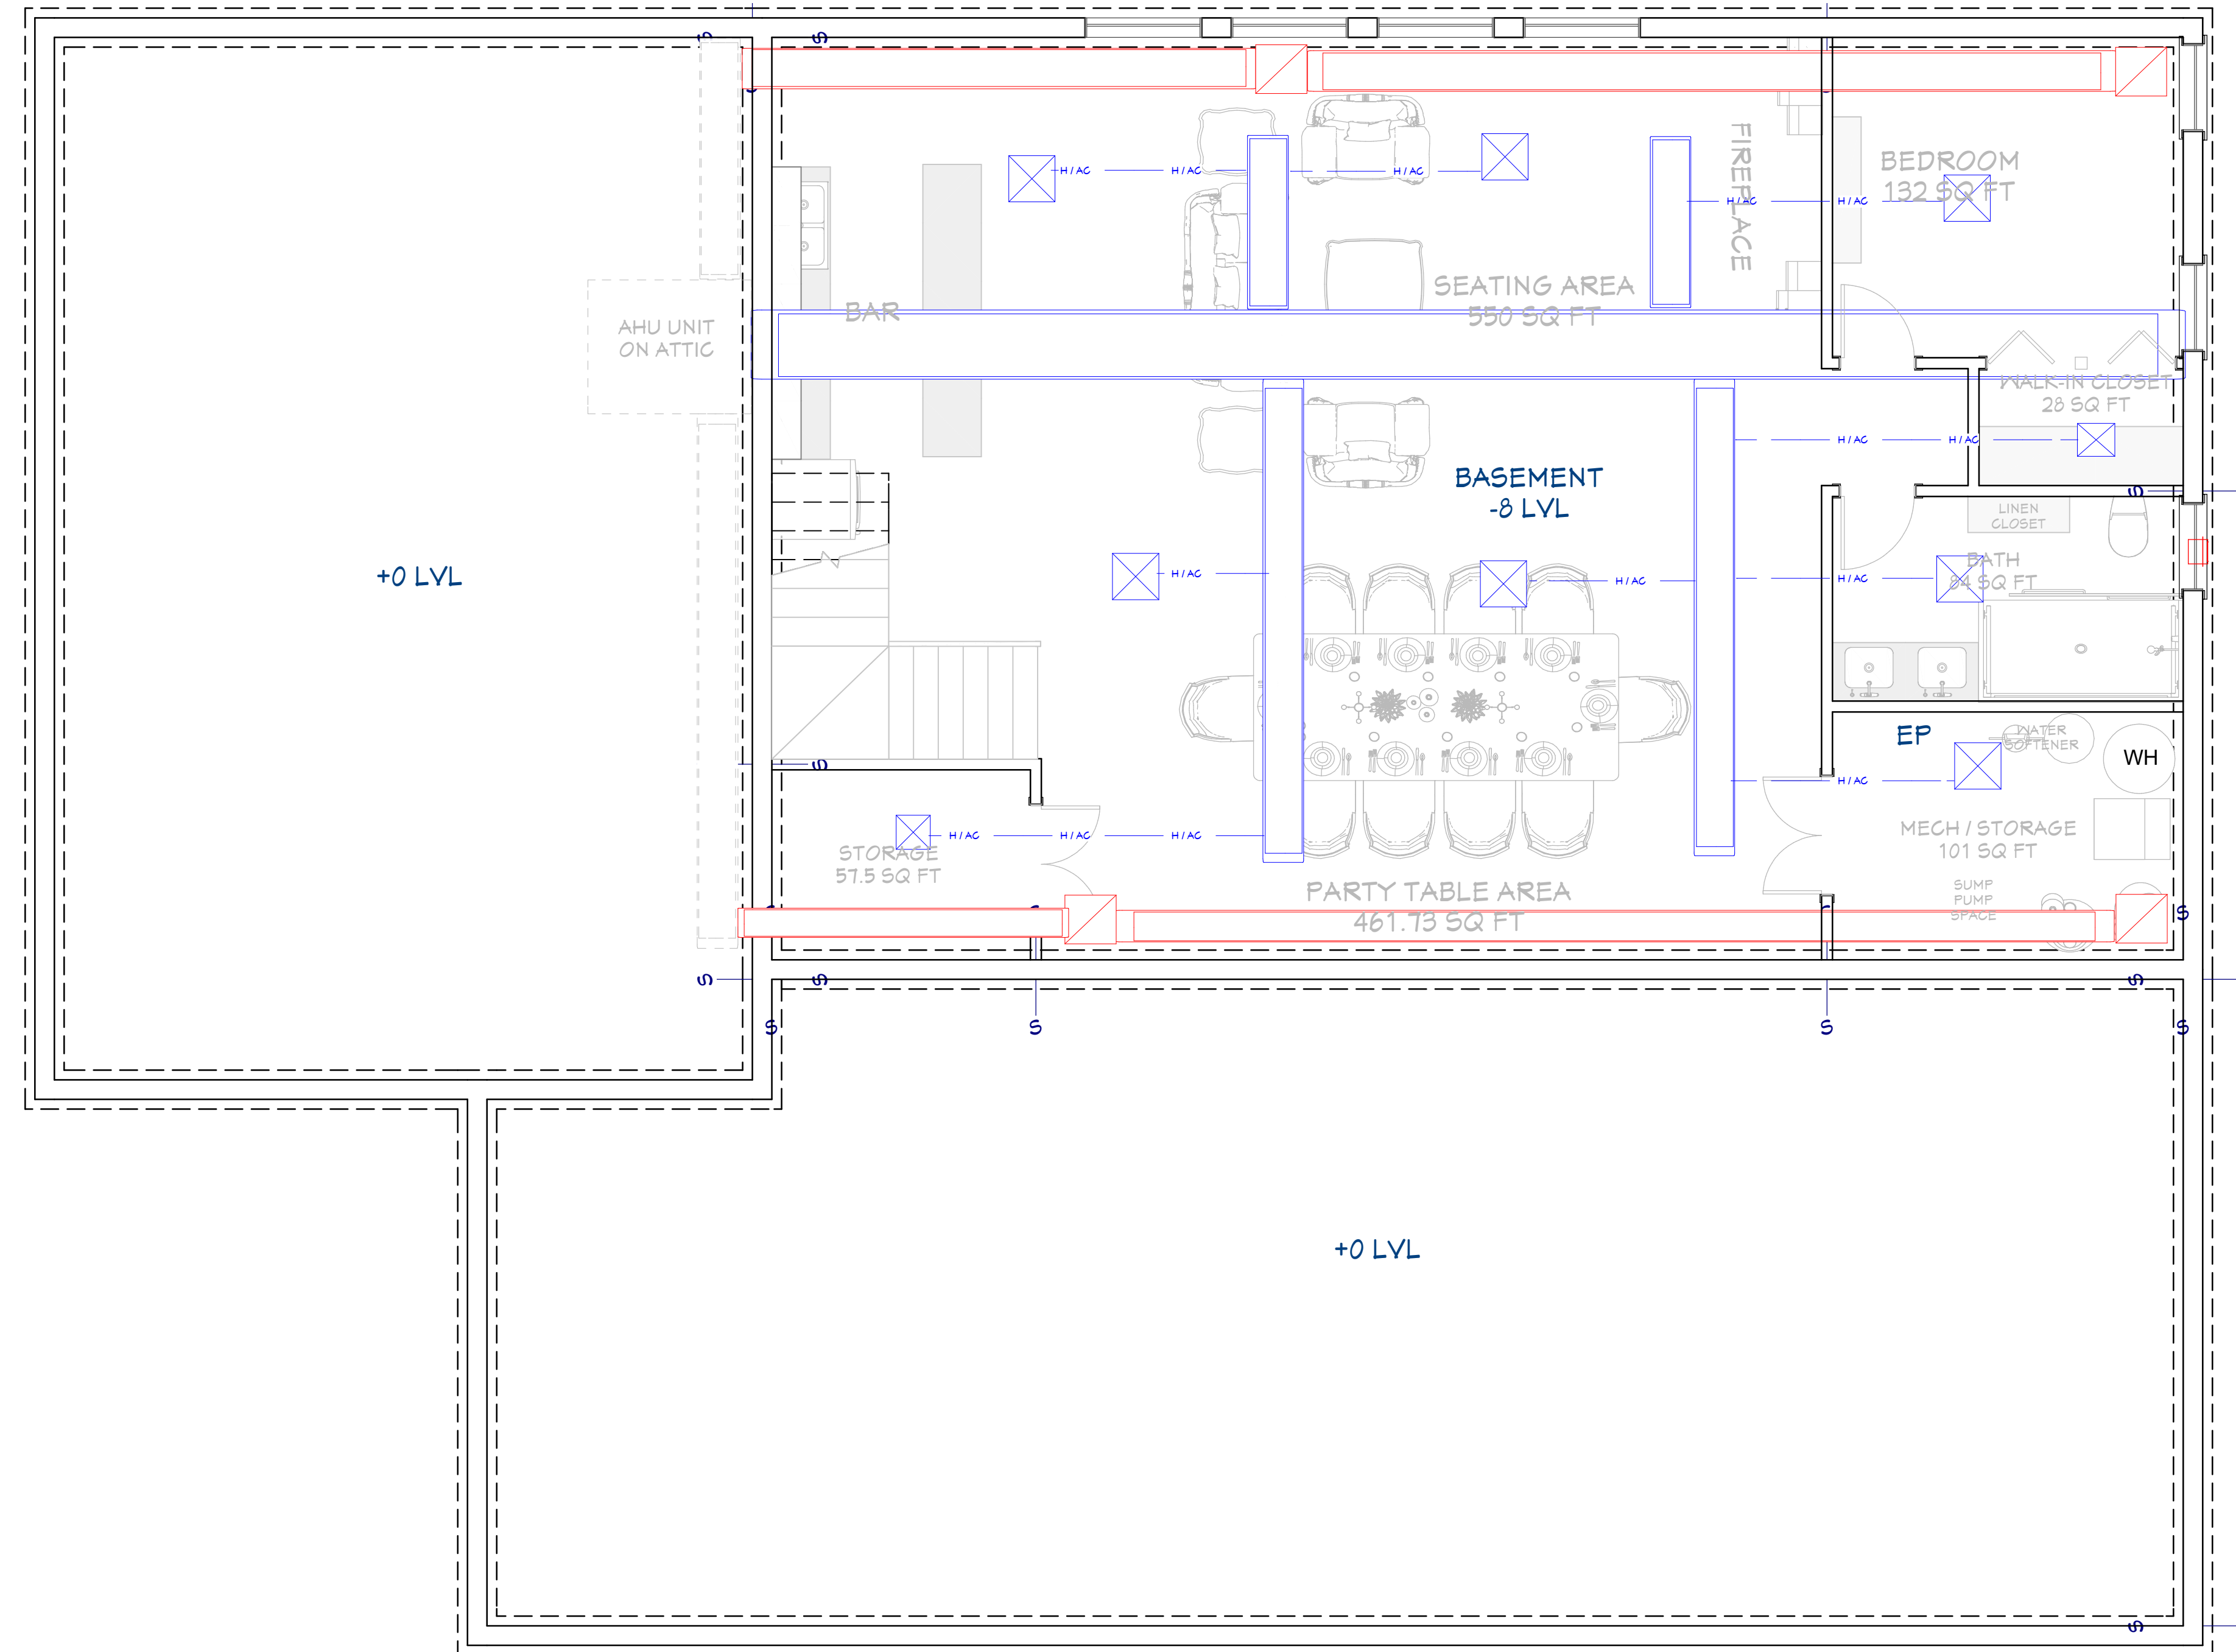 S
S
FIREPLACE
BEDROOM
132 SQ FT
H / AC
H / AC
H / AC
H / AC
H / AC
SEATING AREA
550 SQ FT
BAR
AHU UNIT
ON ATTIC
WALK-IN CLOSET
28 SQ FT
H / AC
H / AC
BASEMENT
-8 LVL
S
LINEN
CLOSET
BATH
84 SQ FT
+0 LVL
H / AC
H / AC
H / AC
EP
WATER
SOFTENER
WH
S
H / AC
H / AC
H / AC
H / AC
MECH / STORAGE
101 SQ FT
STORAGE
57.5 SQ FT
PARTY TABLE AREA
461.73 SQ FT
SUMP
PUMP
SPACE
S
S
S
S
S
S
S
S
+0 LVL
S